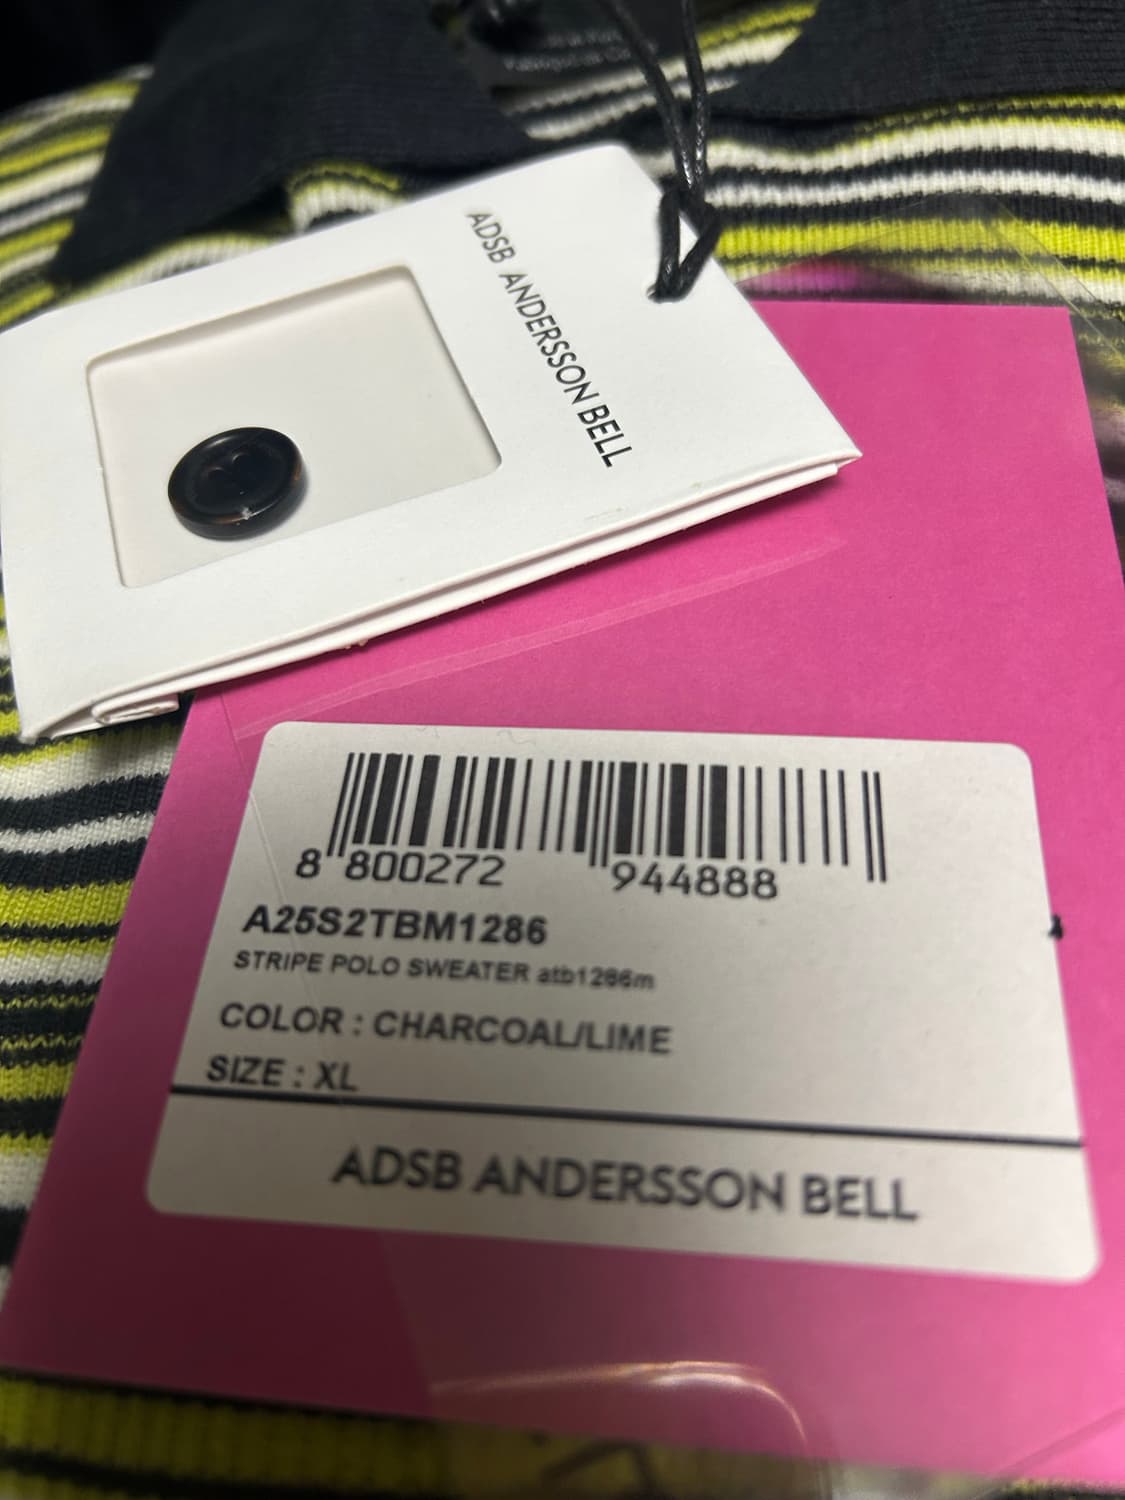 ADSB ANDERSSON BELL
8 800272 944888
A25S2TBM1286
STRIPE POLO SWEATER atb1286m
COLOR : CHARCOAL/LIME
SIZE : XL
ADSB ANDERSSON BELL